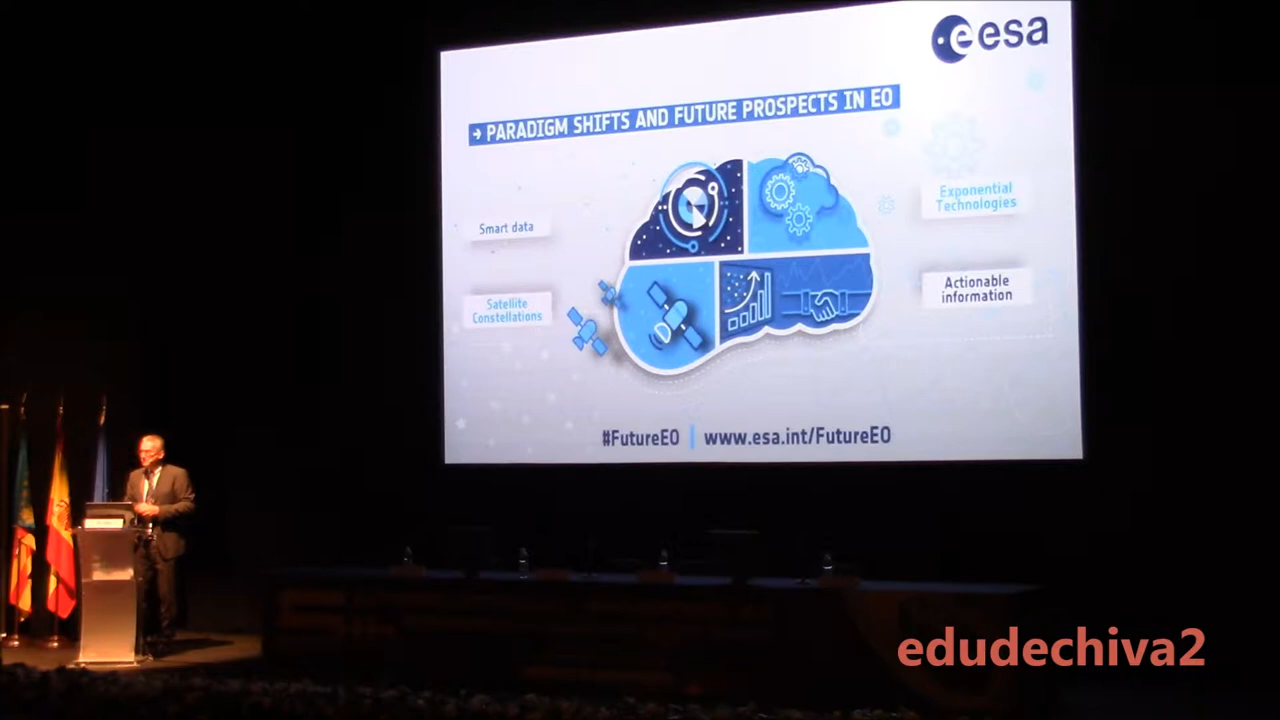 esa
→ PARADIGM SHIFTS AND FUTURE PROSPECTS IN EO
Smart data
Satellite
Constellations
Exponential
Technologies
Actionable
information
#FutureEO | www.esa.int/FutureEO
edudechiva2